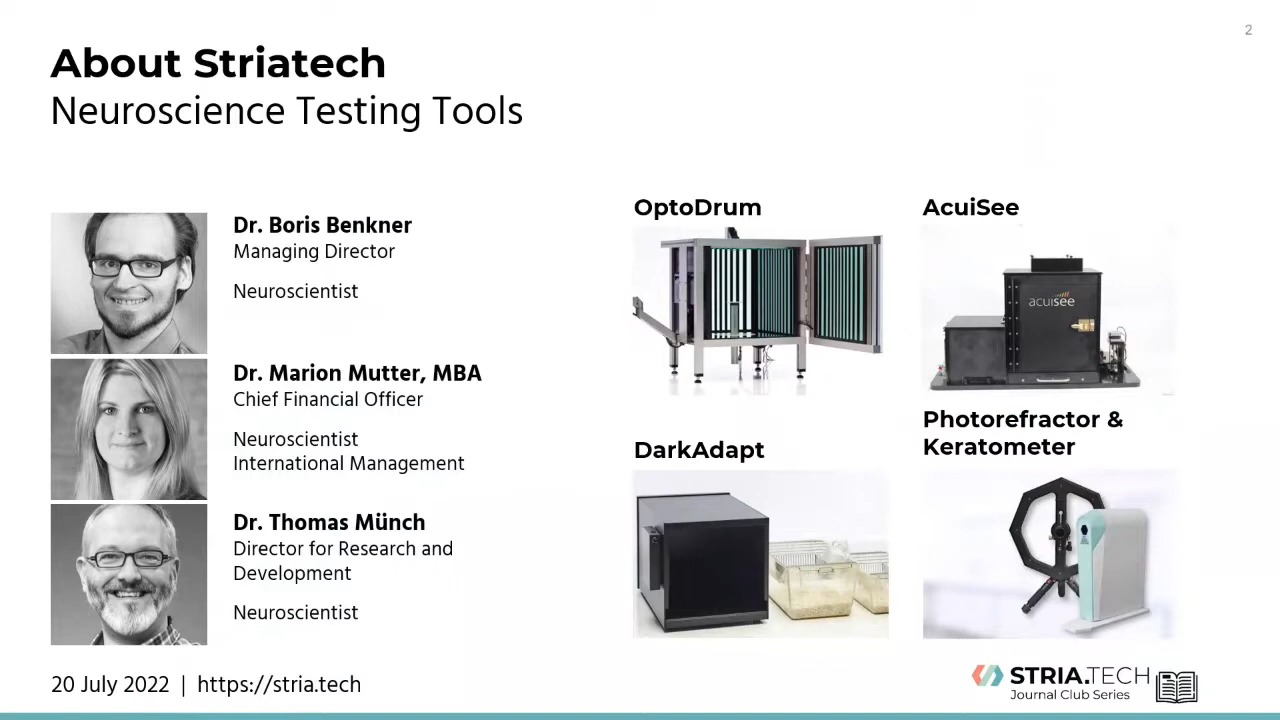 2
About Striatech
Neuroscience Testing Tools
Dr. Boris Benkner
Managing Director
Neuroscientist
Dr. Marion Mutter, MBA
Chief Financial Officer
Neuroscientist
International Management
Dr. Thomas Münch
Director for Research and
Development
Neuroscientist
OptoDrum
AcuiSee
acuisee
DarkAdapt
Photorefractor &
Keratometer
20 July 2022 | https://stria.tech
STRIA.TECH
Journal Club Series